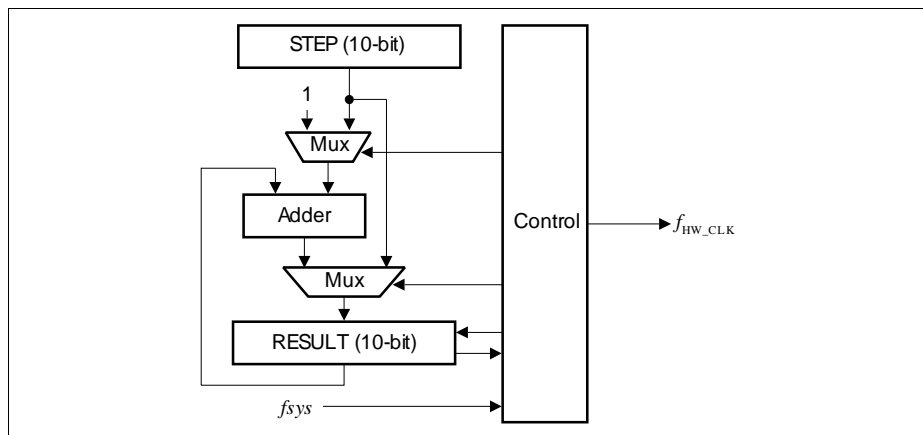 STEP (10-bit)
1
Mux
Adder
Control
fHW_CLK
Mux
RESULT (10-bit)
fsys